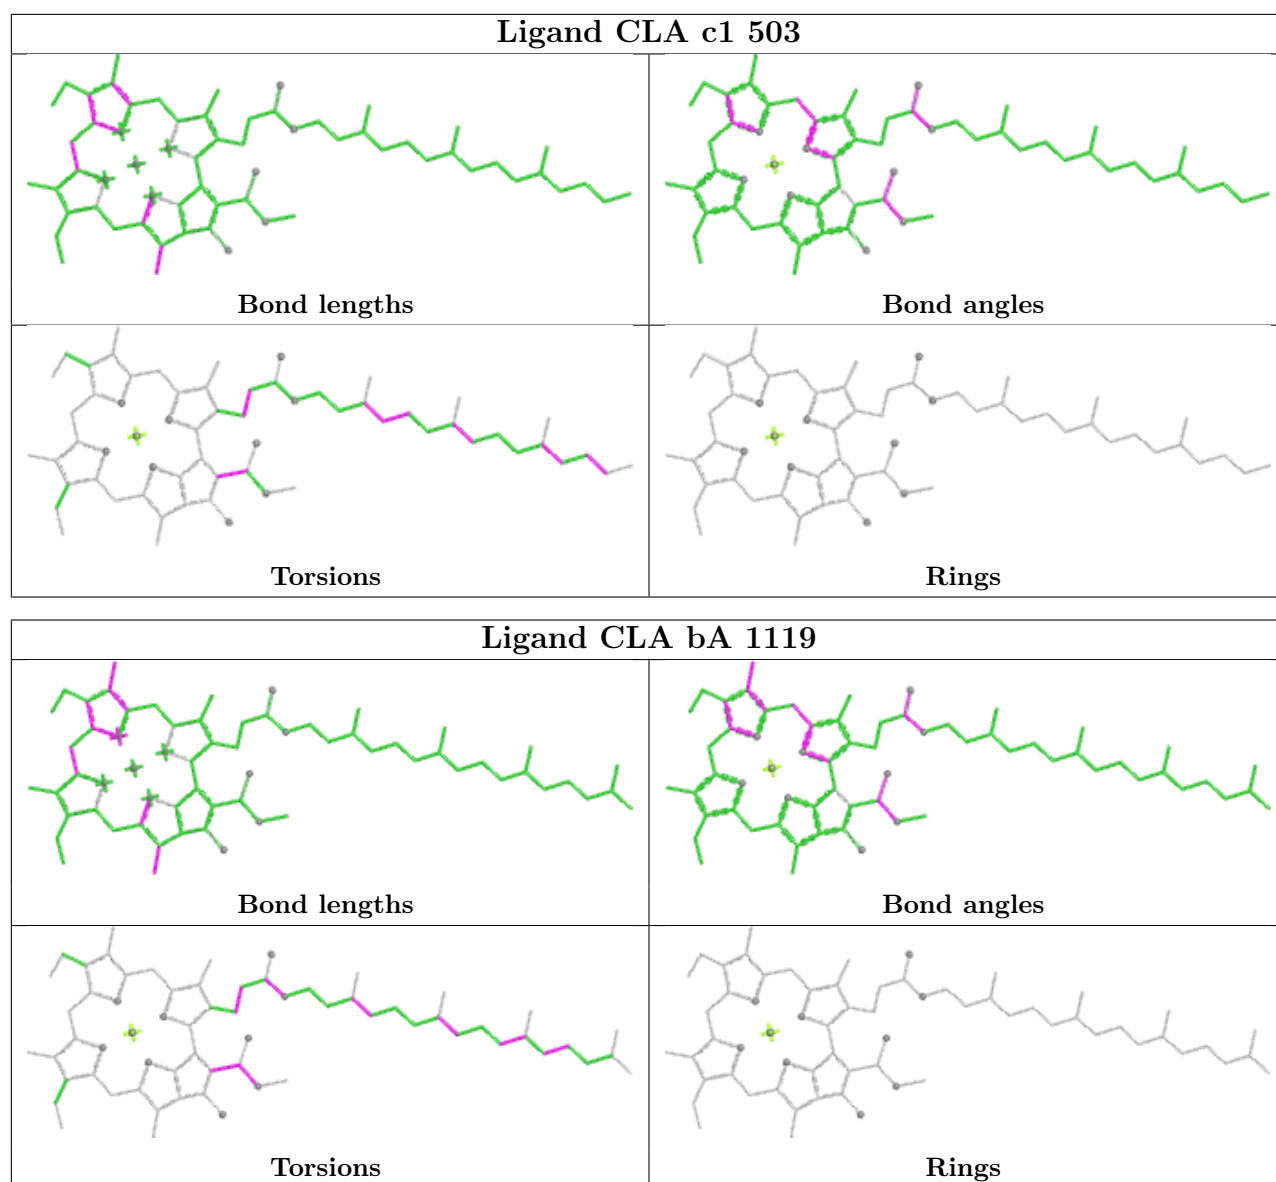 Ligand CLA c1 503
Bond lengths
Bond angles
Torsions
Rings
Ligand CLA bA 1119
Bond lengths
Bond angles
Torsions
Rings